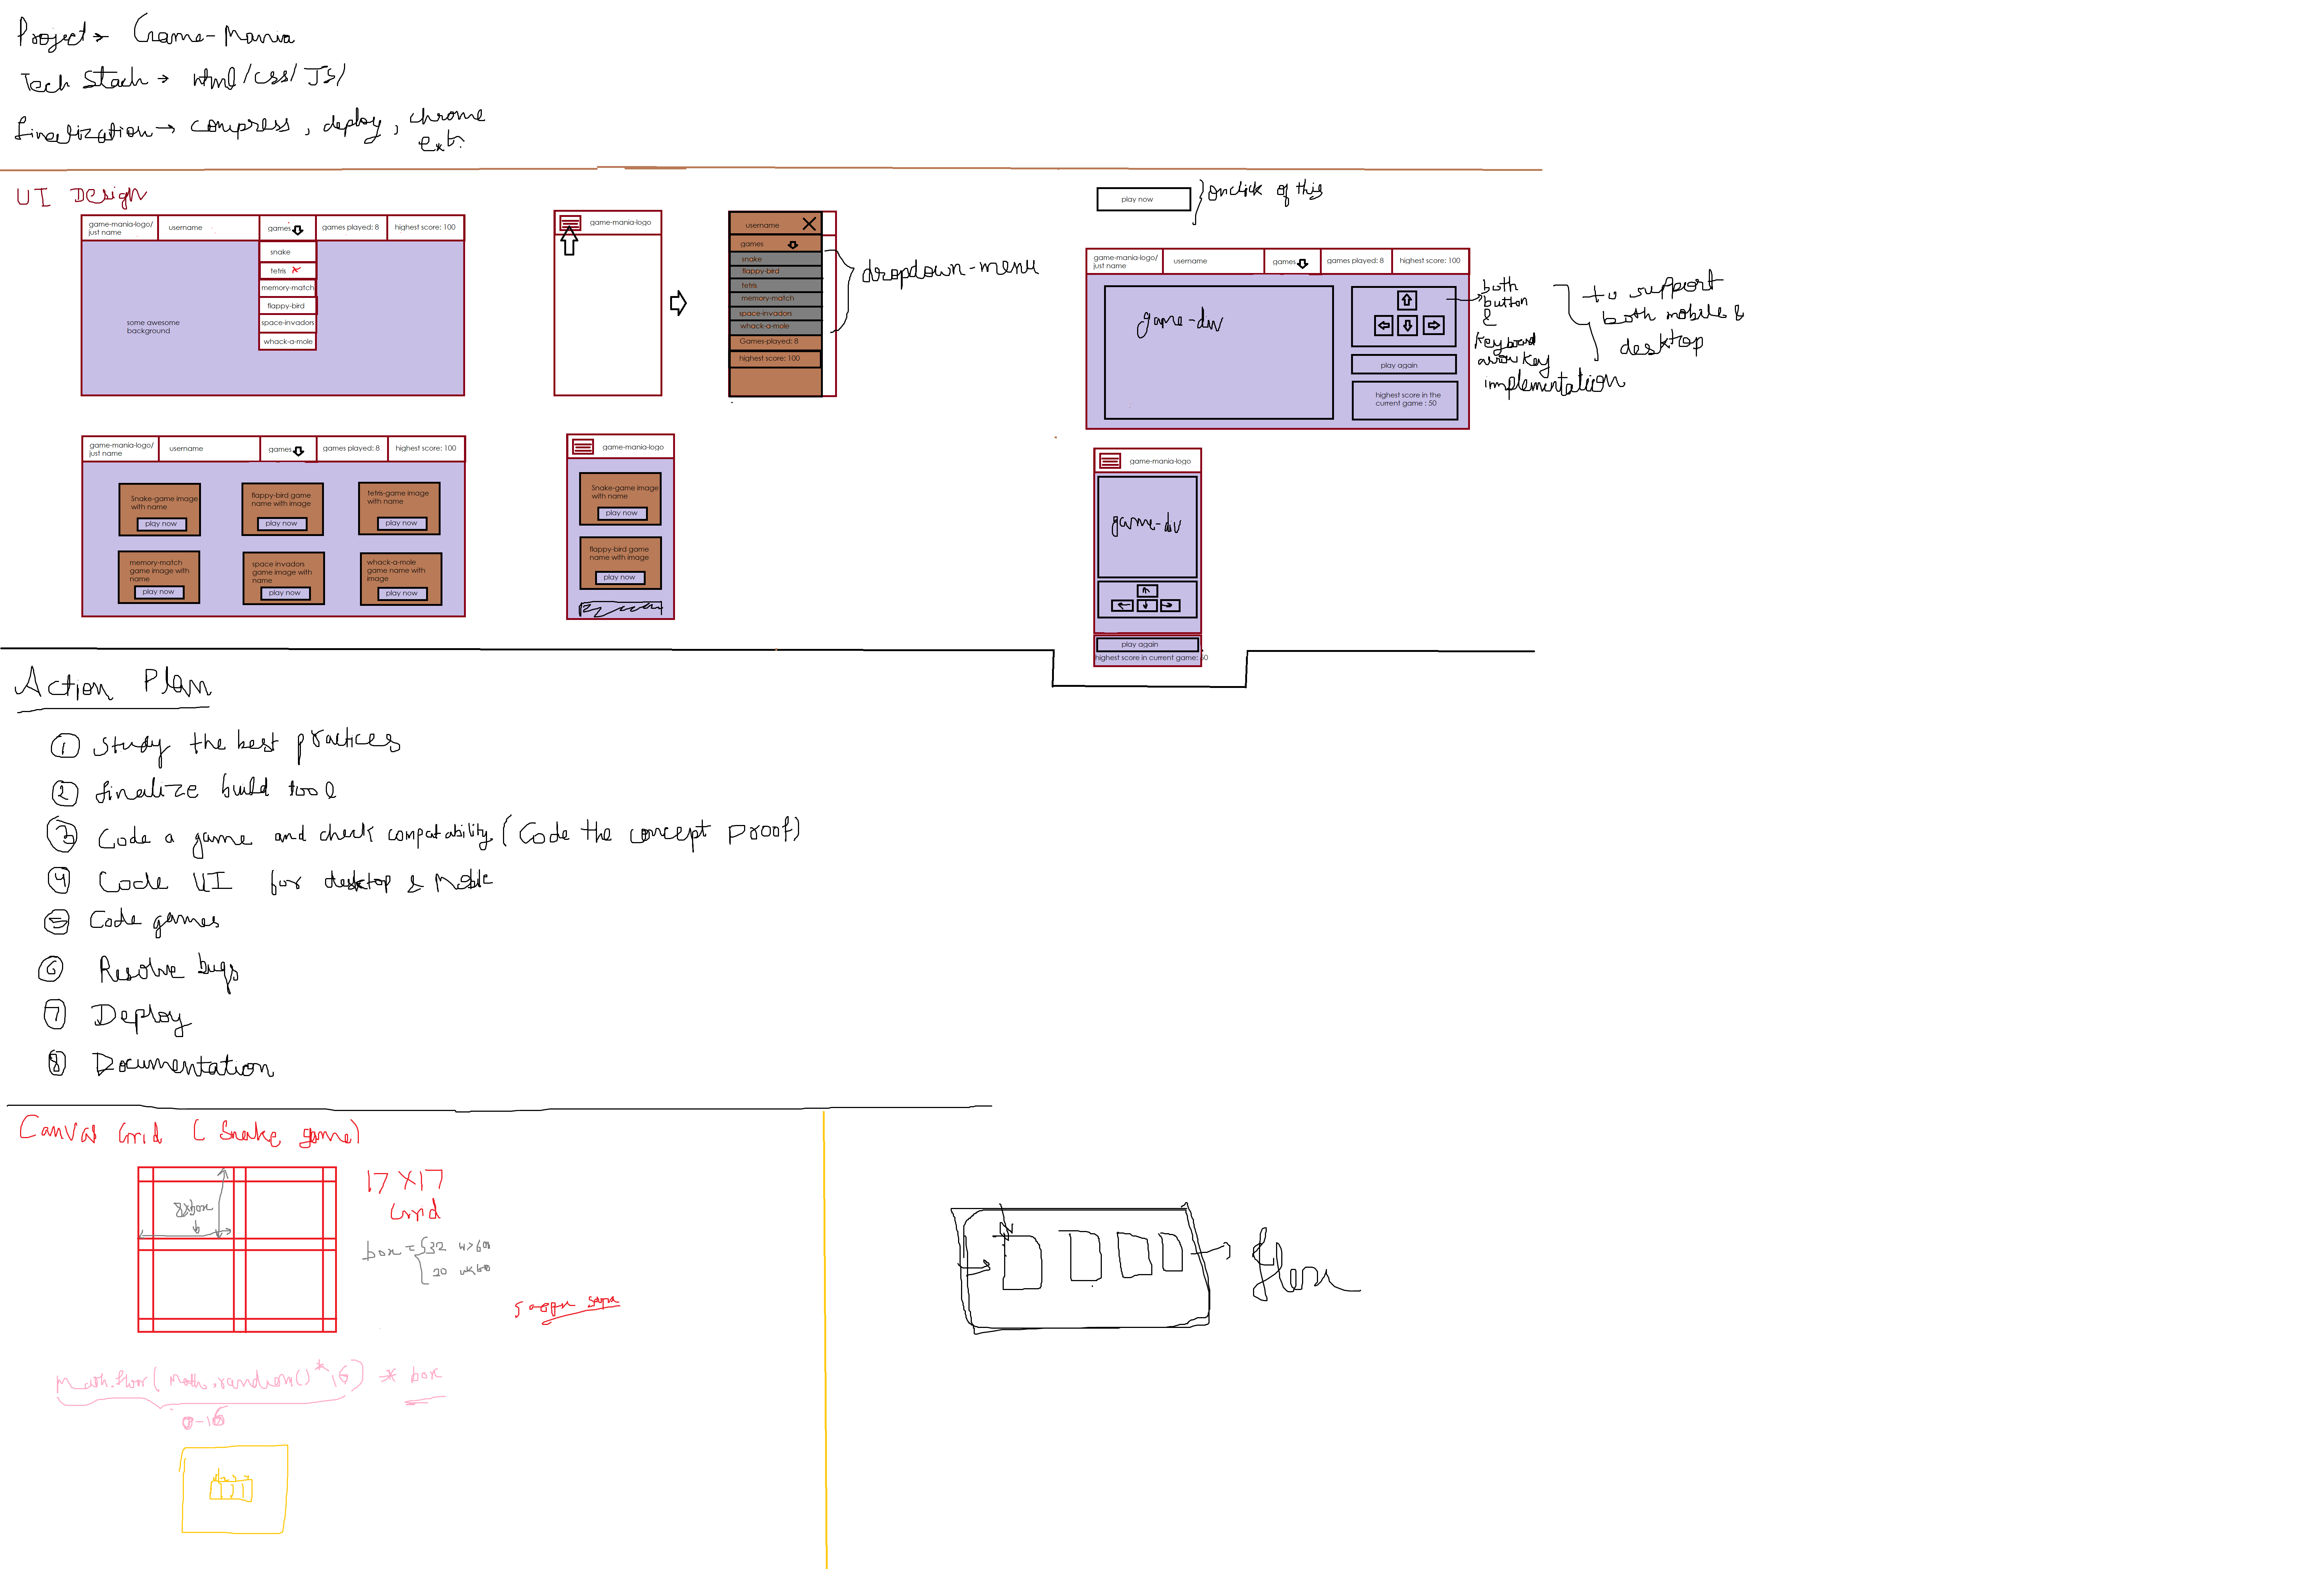 Project → Game-Mania
Tech Stack → Html/CSS/JS/
finalization → compress, deploy, chrome
ext.
UI Design
game-mania-logo/
just name
username
games
games played: 8
highest score: 100
snake
tetris
memory-match
flappy-bird
space-invadors
whack-a-mole
some awesome
background
game-mania-logo
username
games
snake
flappy-bird
tetris
memory-match
space-invadors
whack-a-mole
Games-played: 8
highest score: 100
dropdown-menu
play now
onclick of this
game-mania-logo/
just name
username
games
games played: 8
highest score: 100
game-div
play again
highest score in the
current game : 50
both
button
&
Keyboard
arrow key
implementation
to support
both mobile &
desktop
game-mania-logo/
just name
username
games
games played: 8
highest score: 100
Snake-game image
with name
play now
flappy-bird game
name with image
play now
tetris-game image
with name
play now
memory-match
game image with
name
play now
space invadors
game image with
name
play now
whack-a-mole
game name with
image
play now
game-mania-logo
Snake-game image
with name
play now
flappy-bird game
name with image
play now
game-mania-logo
game-div
play again
highest score in current game: 50
Action Plan
1 Study the best practices
2 finalize build tool
3 Code a game and check compatability (Code the concept proof)
4 Code UI for desktop & Mobile
5 Code games
6 Resolve bugs
7 Deploy
8 Documentation
Canvas Grid (Snake game)
8xbox
17 X 17
Grid
box = { 32
20
Math.floor(Math.random()*16) * box
0-16
flex